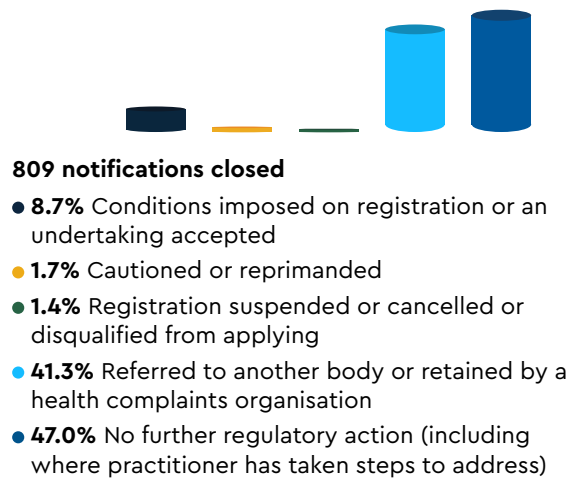 809 notifications closed
8.7% Conditions imposed on registration or an
undertaking accepted
1.7% Cautioned or reprimanded
1.4% Registration suspended or cancelled or
disqualified from applying
41.3% Referred to another body or retained by a
health complaints organisation
47.0% No further regulatory action (including
where practitioner has taken steps to address)